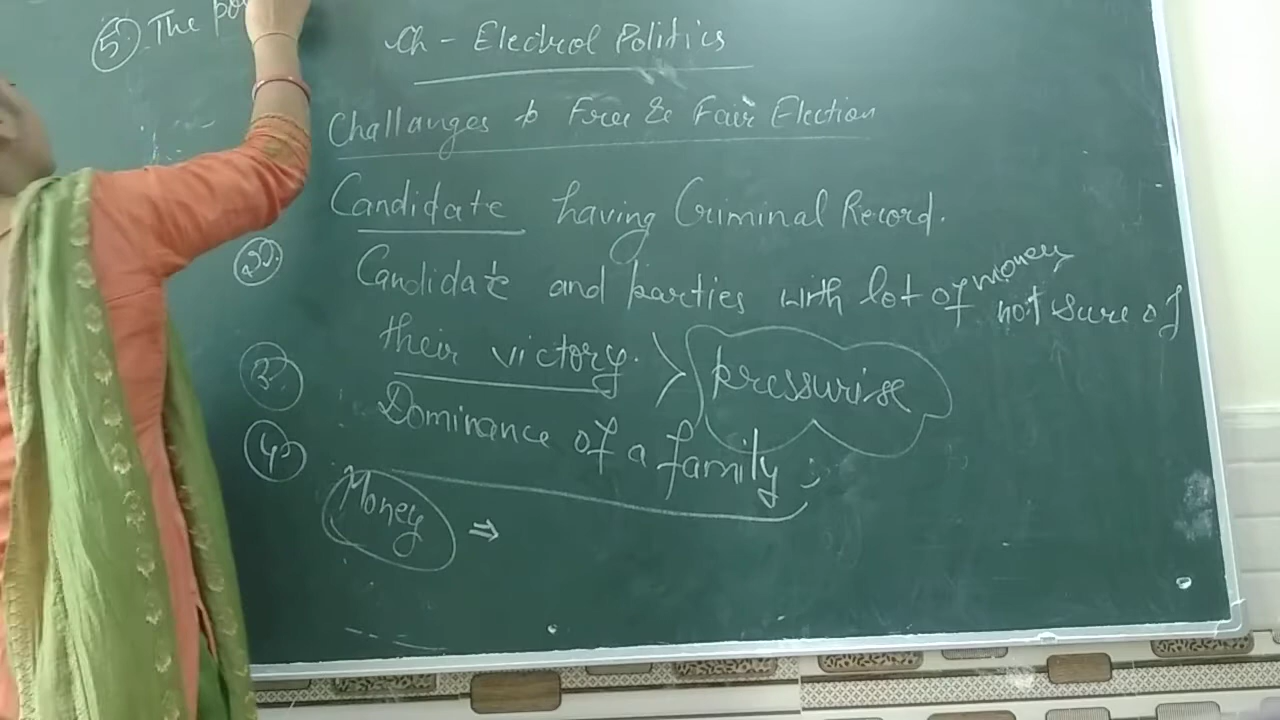 5. The
Ch - Electrol Politics
Challanges to Free & Fair Election
Candidate having Criminal Record.
2. Candidate and parties with lot of money not sure of
their victory. > pressurise
3. Dominance of a family
4. Money ⇒